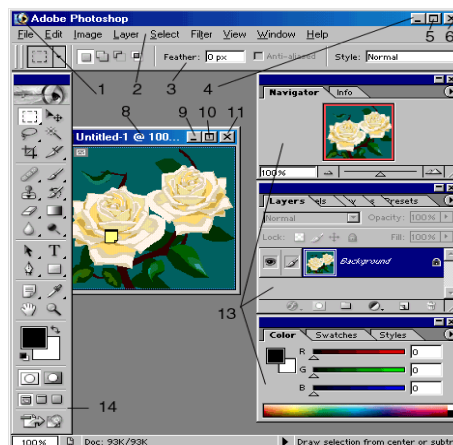 Adobe Photoshop
File Edit Image Layer Select Filter View Window Help
Feather: 0 px Anti-aliased Style: Normal
1 2 3 4 5 6
Navigator Info
8 9 10 11
Untitled-1 @ 100...
100%
Layers
Normal Opacity: 100%
Lock: Fill: 100%
Background
13
Color Swatches Styles
R 0
G 0
B 0
14
100% Doc: 93K/93K Draw selection from center or subtr